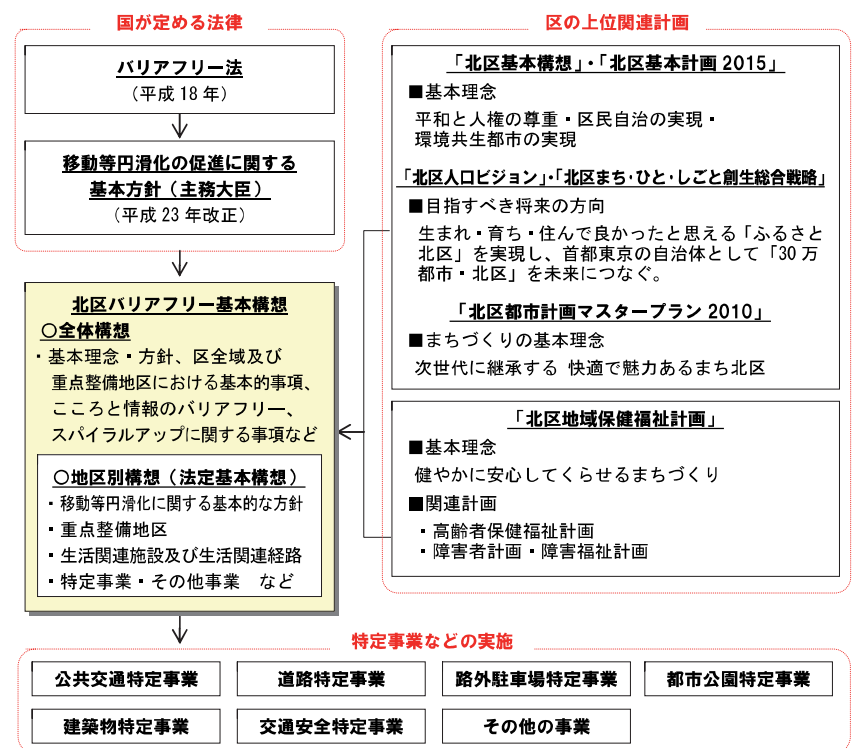 国が定める法律
バリアフリー法
（平成 18 年）
移動等円滑化の促進に関する
基本方針（主務大臣）
（平成 23 年改正）
北区バリアフリー基本構想
○全体構想
・基本理念・方針、区全域及び
重点整備地区における基本的事項、
こころと情報のバリアフリー、
スパイラルアップに関する事項など
○地区別構想（法定基本構想）
・移動等円滑化に関する基本的な方針
・重点整備地区
・生活関連施設及び生活関連経路
・特定事業・その他事業　など
区の上位関連計画
「北区基本構想」・「北区基本計画 2015」
■基本理念
平和と人権の尊重・区民自治の実現・
環境共生都市の実現
「北区人口ビジョン」・「北区まち・ひと・しごと創生総合戦略」
■目指すべき将来の方向
生まれ・育ち・住んで良かったと思える「ふるさと
北区」を実現し、首都東京の自治体として「30 万
都市・北区」を未来につなぐ。
「北区都市計画マスタープラン 2010」
■まちづくりの基本理念
次世代に継承する 快適で魅力あるまち北区
「北区地域保健福祉計画」
■基本理念
健やかに安心してくらせるまちづくり
■関連計画
・高齢者保健福祉計画
・障害者計画・障害福祉計画
特定事業などの実施
公共交通特定事業
道路特定事業
路外駐車場特定事業
都市公園特定事業
建築物特定事業
交通安全特定事業
その他の事業